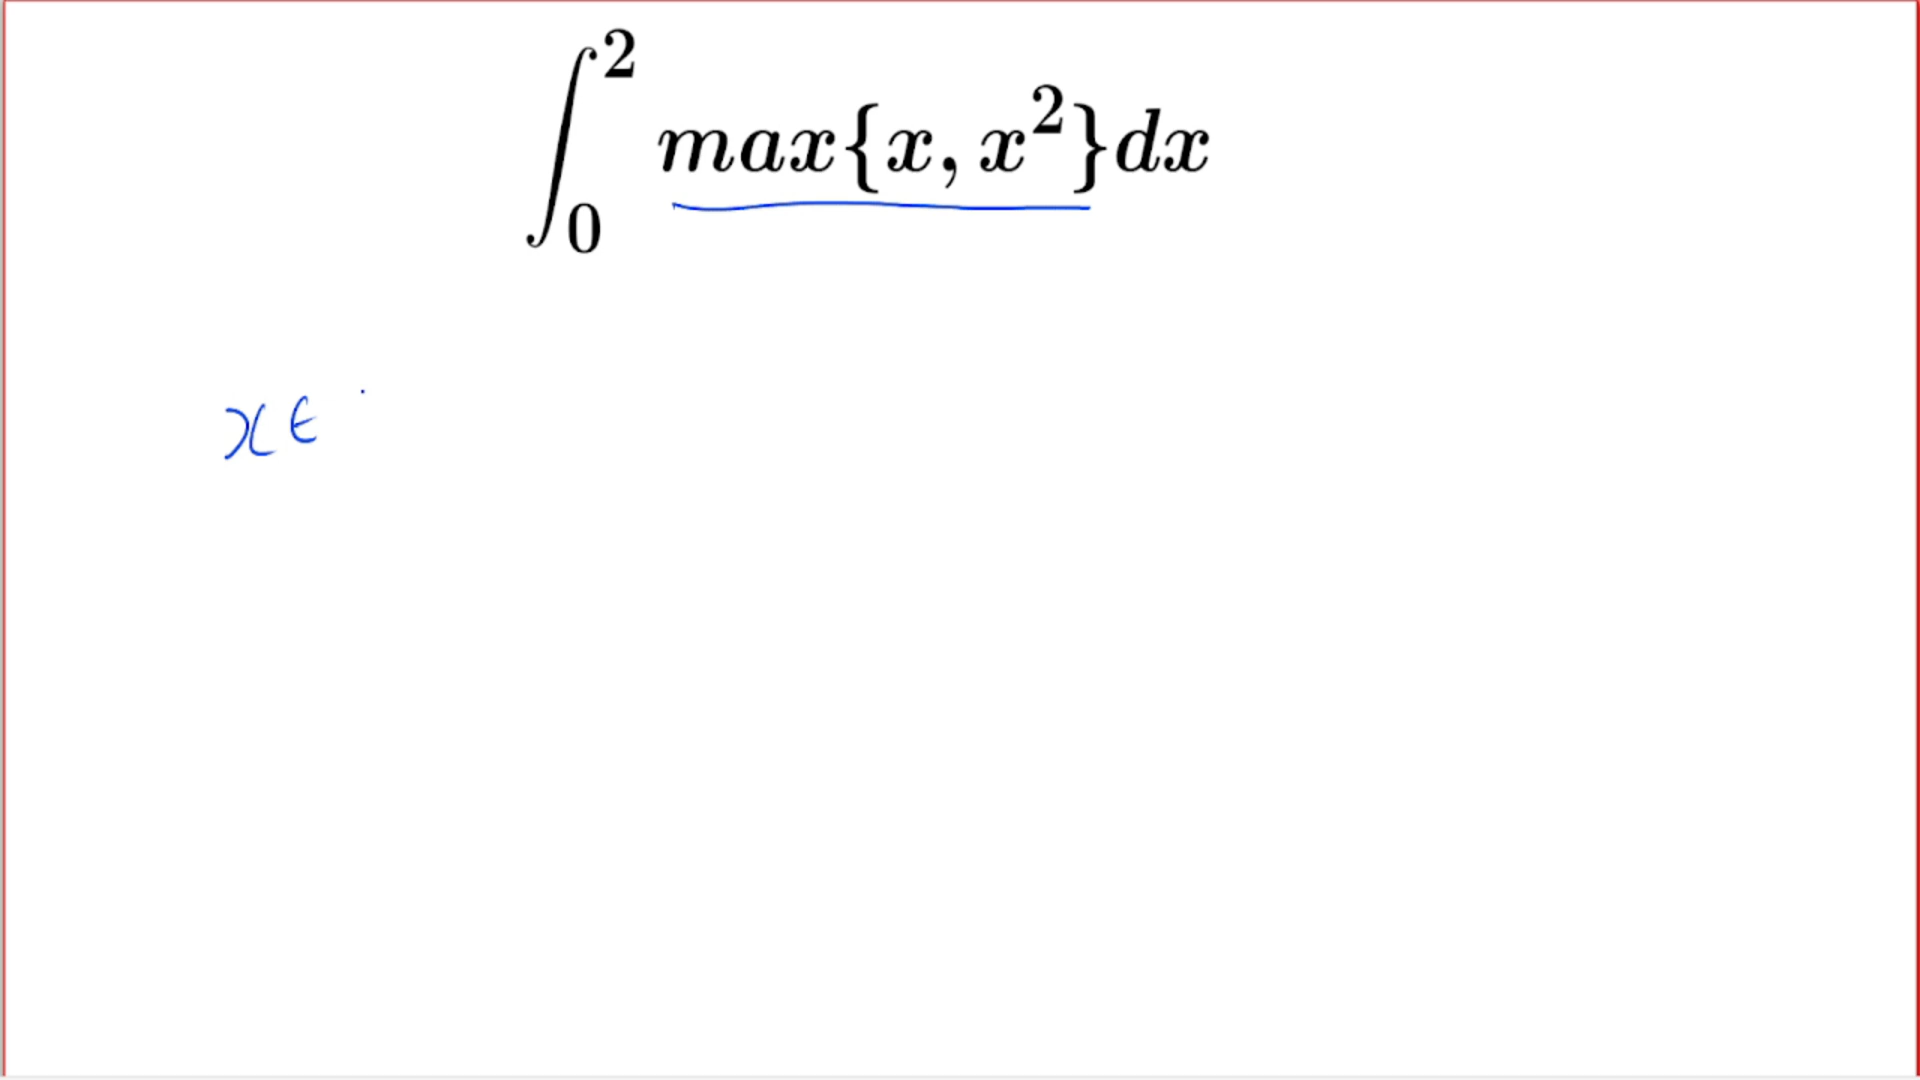 ∫₀² max{x, x²}dx
x ∈